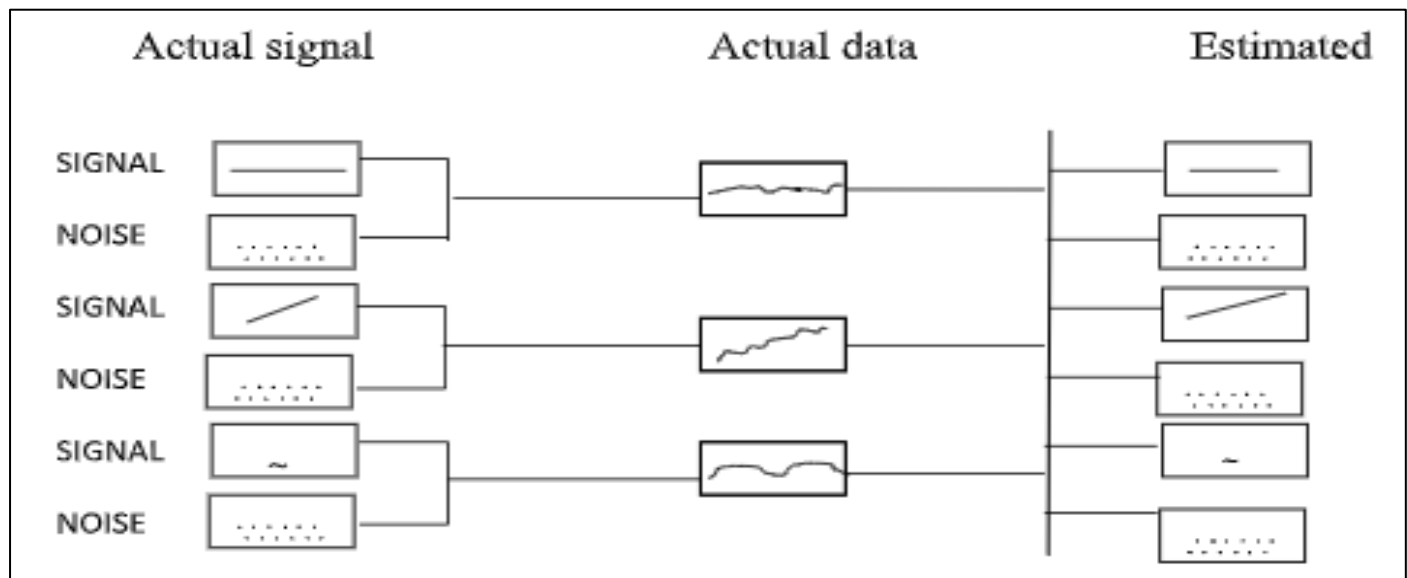 Actual signal Actual data Estimated
SIGNAL
NOISE
SIGNAL
NOISE
SIGNAL
~ ~
NOISE